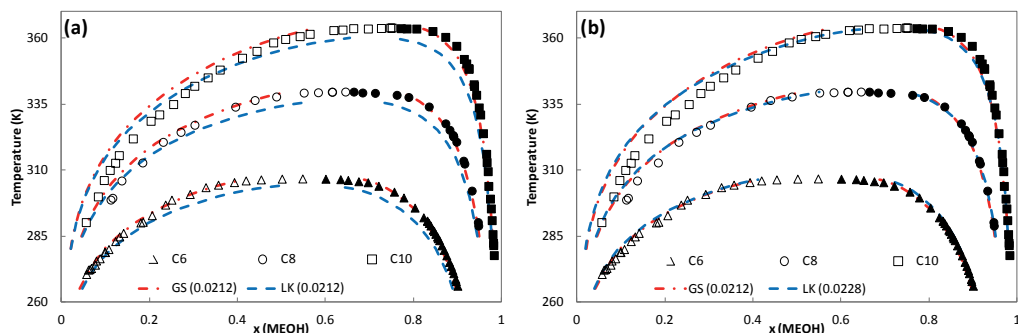 (a)
Temperature (K)
360
335
310
285
260
C6 C8 C10
GS (0.0212) LK (0.0212)
0 0.2 0.4 0.6 0.8 1
x (MEOH)
(b)
Temperature (K)
360
335
310
285
260
C6 C8 C10
GS (0.0212) LK (0.0228)
0 0.2 0.4 0.6 0.8 1
x (MEOH)